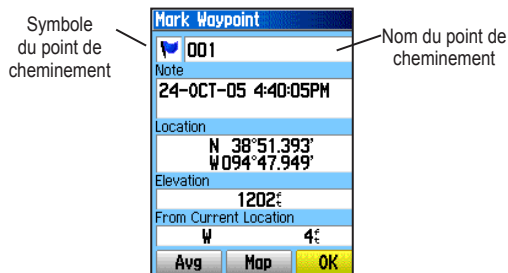 Symbole
du point de
cheminement
Mark Waypoint
001
Nom du point de
cheminement
Note
24-OCT-05 4:40:05PM
Location
N 38°51.393'
W094°47.949'
Elevation
1202ft
From Current Location
W 4ft
Avg Map OK